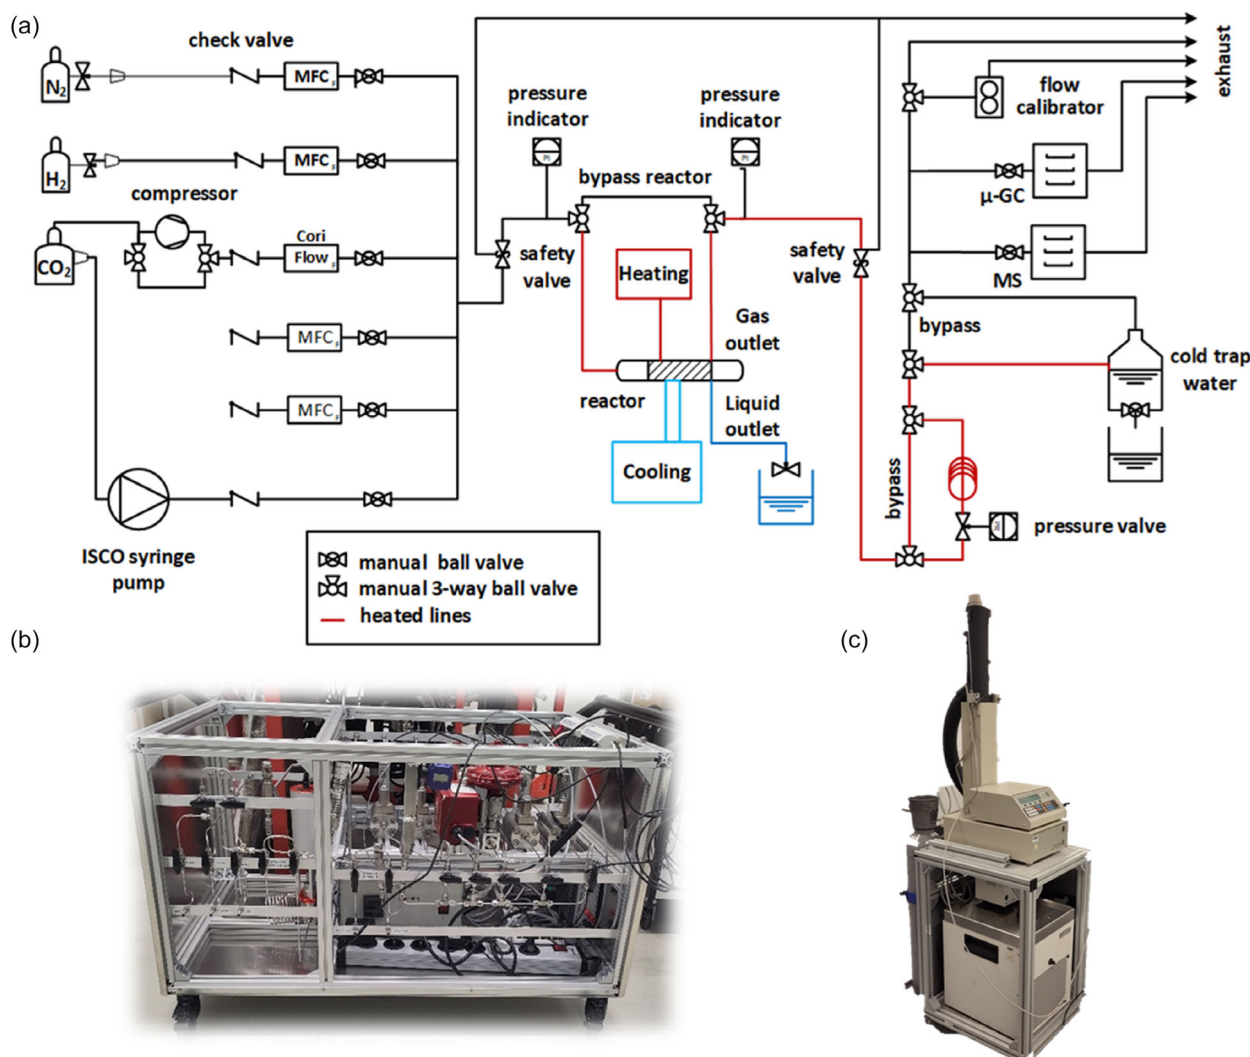 (a)
check valve
N₂
MFC F
H₂
MFC F
compressor
CO₂
Cori
Flow F
MFC F
MFC F
ISCO syringe
pump
pressure
indicator
PI
pressure
indicator
PI
bypass reactor
safety
valve
Heating
Gas
outlet
reactor
Liquid
outlet
Cooling
safety
valve
flow
calibrator
exhaust
μ-GC
MS
bypass
cold trap
water
bypass
pressure valve
manual ball valve
manual 3-way ball valve
heated lines
(b)
(c)